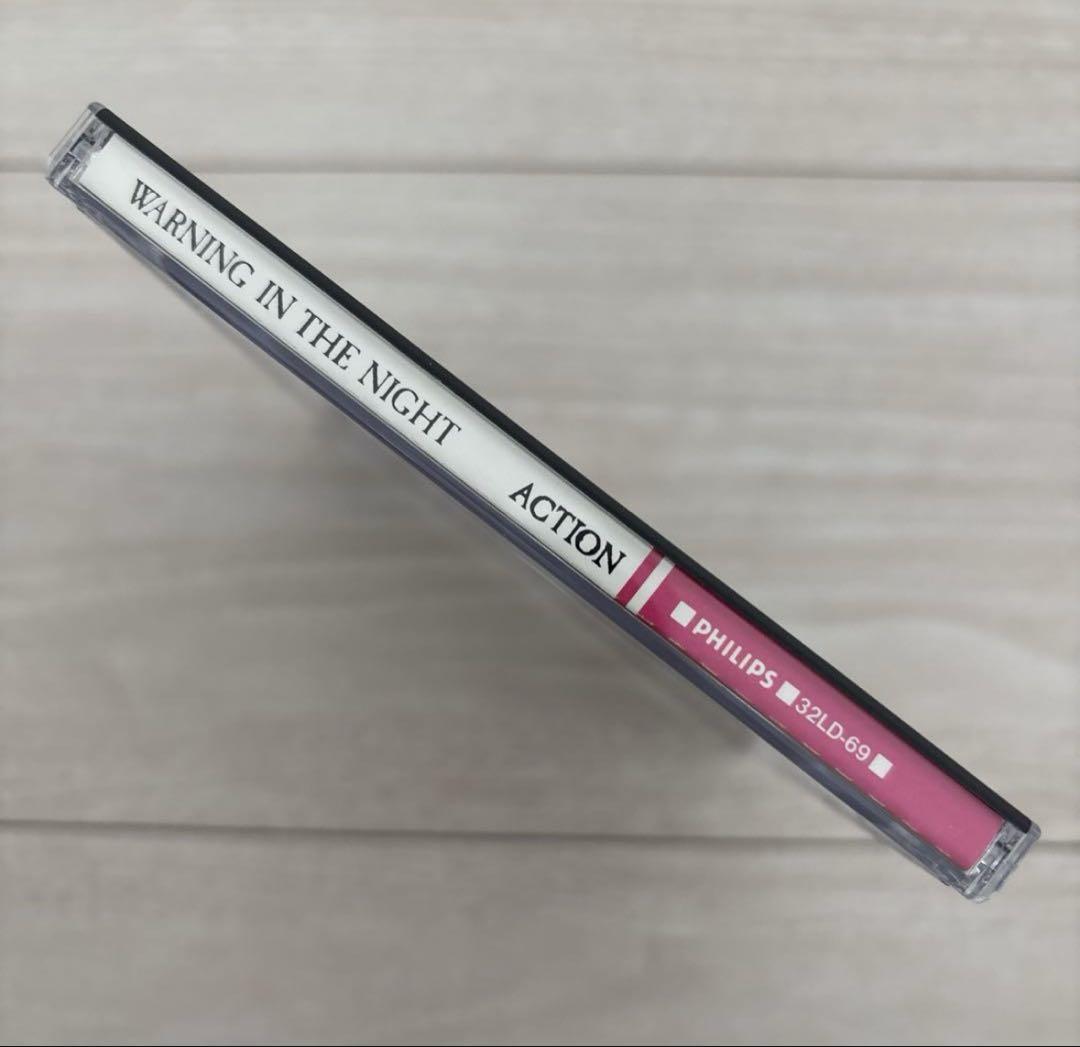 WARNING IN THE NIGHT ACTION ■PHILIPS■32LD-69■